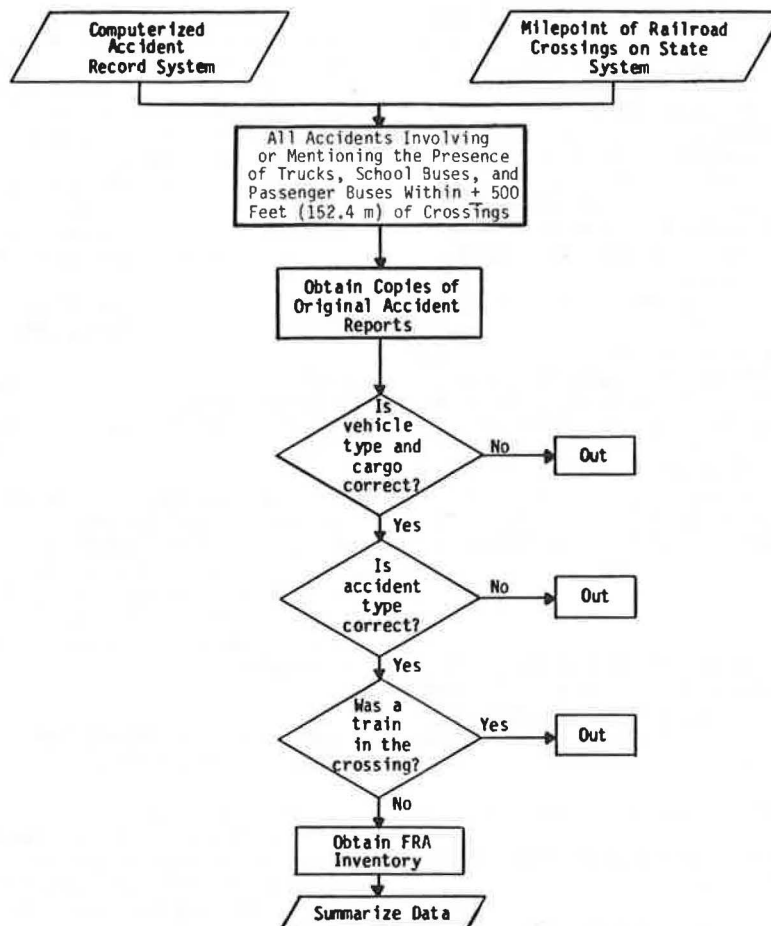 Computerized
Accident
Record System
Milepoint of Railroad
Crossings on State
System
All Accidents Involving
or Mentioning the Presence
of Trucks, School Buses, and
Passenger Buses Within ± 500
Feet (152.4 m) of Crossings
Obtain Copies of
Original Accident
Reports
Is
vehicle
type and
cargo
correct?
No
Out
Yes
Is
accident
type
correct?
No
Out
Yes
Was a
train
in the
crossing?
Yes
Out
No
Obtain FRA
Inventory
Summarize Data